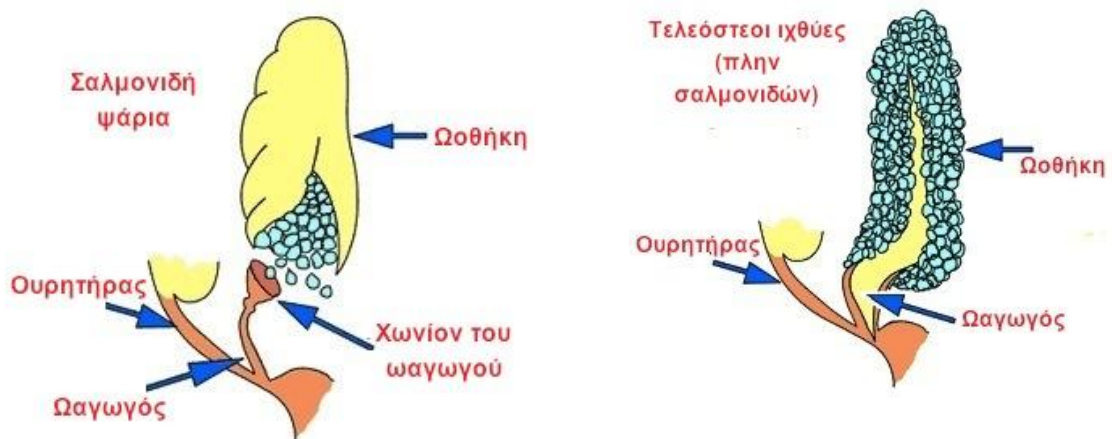 Σαλμονιδή
ψάρια
Ωοθήκη
Ουρητήρας
Χωνίον του
ωαγωγού
Ωαγωγός
Τελεόστεοι ιχθύες
(πλην
σαλμονιδών)
Ωοθήκη
Ουρητήρας
Ωαγωγός